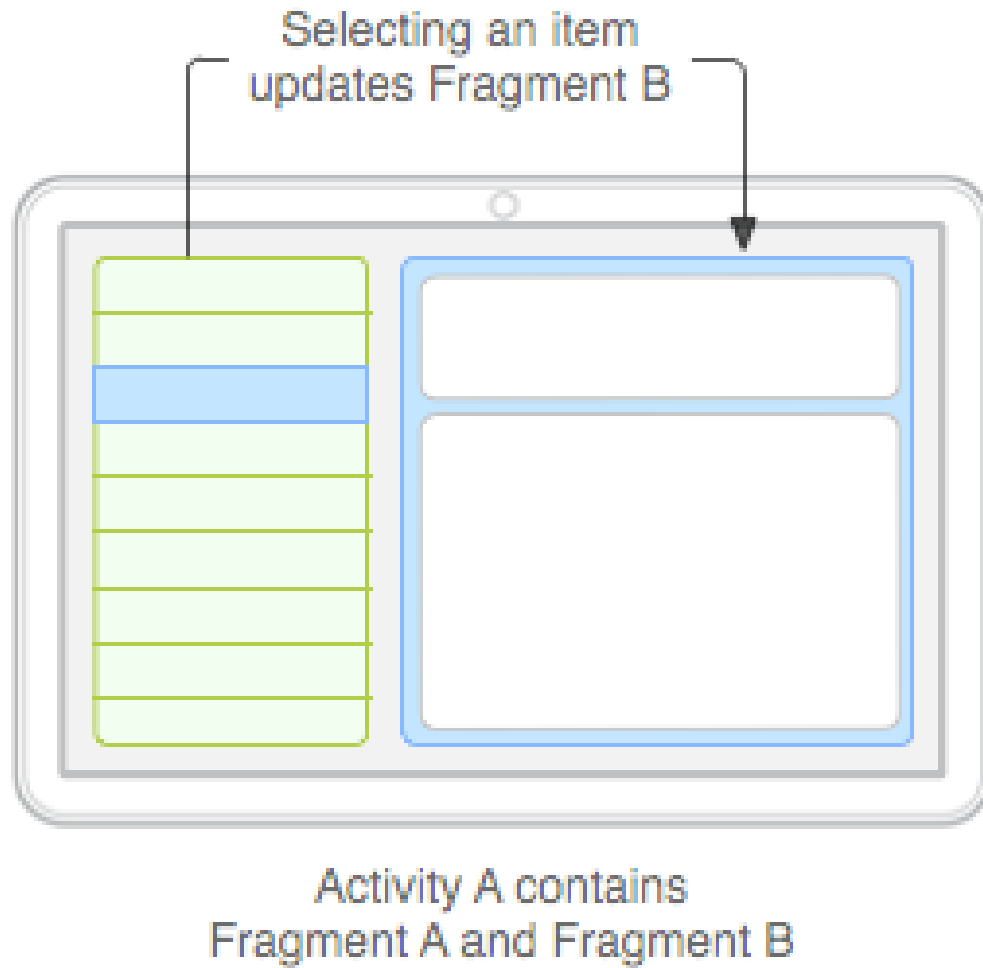 Selecting an item
updates Fragment B
Activity A contains
Fragment A and Fragment B